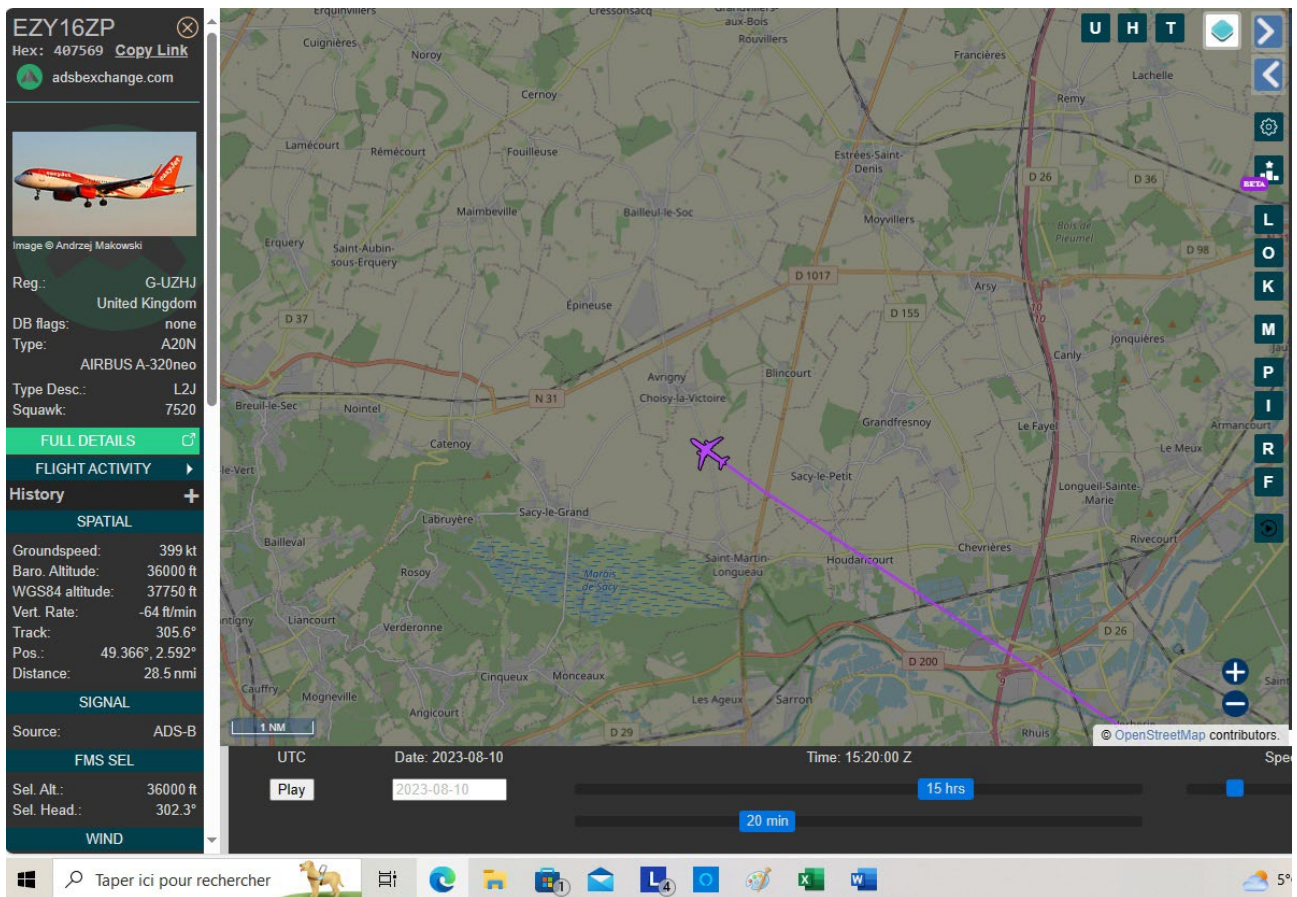 EZY16ZP
Hex: 407569 Copy Link
adsbexchange.com
Image © Andrzej Makowski
Reg.: G-UZHJ
United Kingdom
DB flags: none
Type: A20N
AIRBUS A-320neo
Type Desc.: L2J
Squawk: 7520
FULL DETAILS
FLIGHT ACTIVITY
History +
SPATIAL
Groundspeed: 399 kt
Baro. Altitude: 36000 ft
WGS84 altitude: 37750 ft
Vert. Rate: -64 ft/min
Track: 305.6°
Pos.: 49.366°, 2.592°
Distance: 28.5 nmi
SIGNAL
Source: ADS-B
FMS SEL
Sel. Alt.: 36000 ft
Sel. Head.: 302.3°
WIND
Erquinvillers
Cressonsacq
aux-Bois
Rouvillers
Cuignières
Noroy
Francières
Lachelle
Cernoy
Remy
Lamécourt
Rémécourt
Fouilleuse
Estrées-Saint-
Denis
D 26
D 36
Maimbeville
Bailleul-le-Soc
Moyvillers
Bois de
Pieumel
D 98
Erquery
Saint-Aubin-
sous-Erquery
D 1017
Arsy
Épineuse
D 37
D 155
Jonquières
Canly
Avrigny
Blincourt
N 31
Choisy-la-Victoire
Breuil-le-Sec
Nointel
Grandfresnoy
Le Fayel
Armancourt
Catenoy
Le Meux
le-Vert
Sacy-le-Petit
Longueil-Sainte-
Marie
Sacy-le-Grand
Labruyère
Rivecourt
Bailleval
Saint-Martin-
Longueau
Houdancourt
Chevrières
Rosoy
Marais
de Sacy
Liancourt
Verderonne
D 26
D 200
Cinqueux
Monceaux
Cauffry
Mogneville
Les Ageux
Sarron
Angicourt
1 NM
D 29
Rhuis
© OpenStreetMap contributors.
U H T
BETA
L
O
K
M
P
I
R
F
+
−
UTC
Date: 2023-08-10
Time: 15:20:00 Z
Play
2023-08-10
15 hrs
20 min
Taper ici pour rechercher
1
L
4
5°